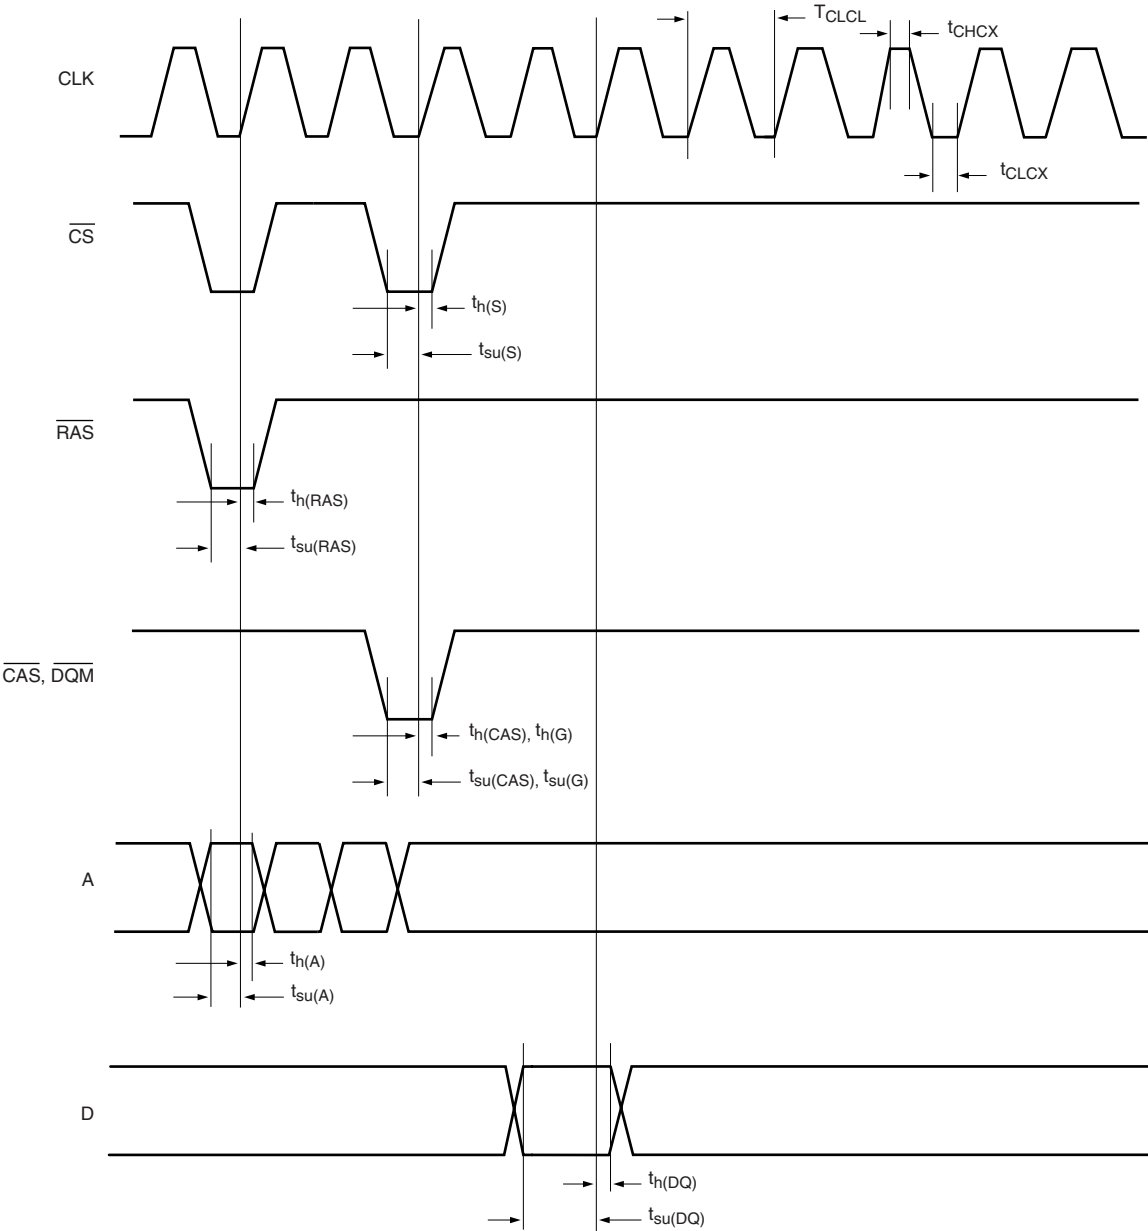 TCLCL
tCHCX
CLK
tCLCX
CS
th(S)
tsu(S)
RAS
th(RAS)
tsu(RAS)
CAS, DQM
th(CAS), th(G)
tsu(CAS), tsu(G)
A
th(A)
tsu(A)
D
th(DQ)
tsu(DQ)